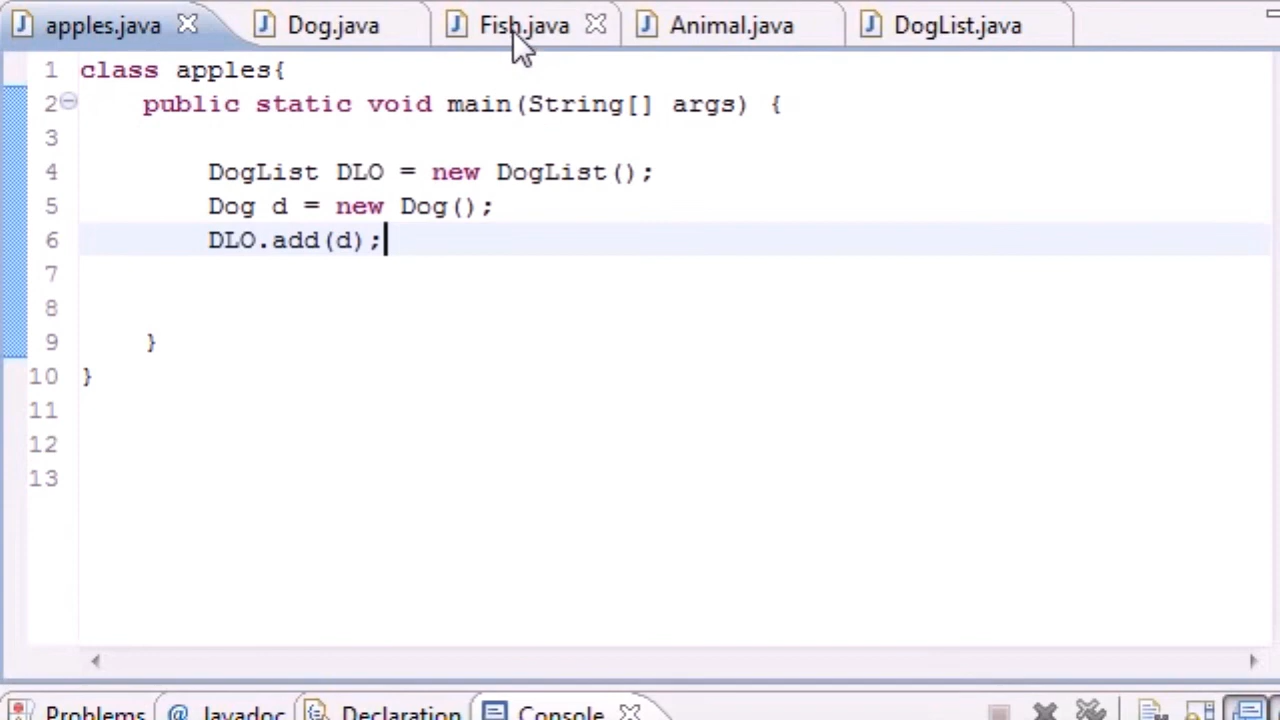 apples.java Dog.java Fish.java Animal.java DogList.java
1 class apples{
2 public static void main(String[] args) {
3
4 DogList DLO = new DogList();
5 Dog d = new Dog();
6 DLO.add(d);
7
8
9 }
10 }
11
12
13
Problems @ Javadoc Declaration Console